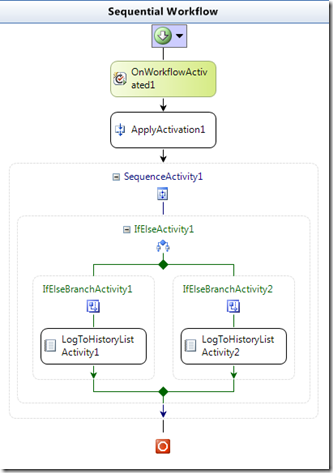 Sequential Workflow
OnWorkflowActiv
ated1
ApplyActivation1
SequenceActivity1
IfElseActivity1
IfElseBranchActivity1
IfElseBranchActivity2
LogToHistoryList
Activity1
LogToHistoryList
Activity2